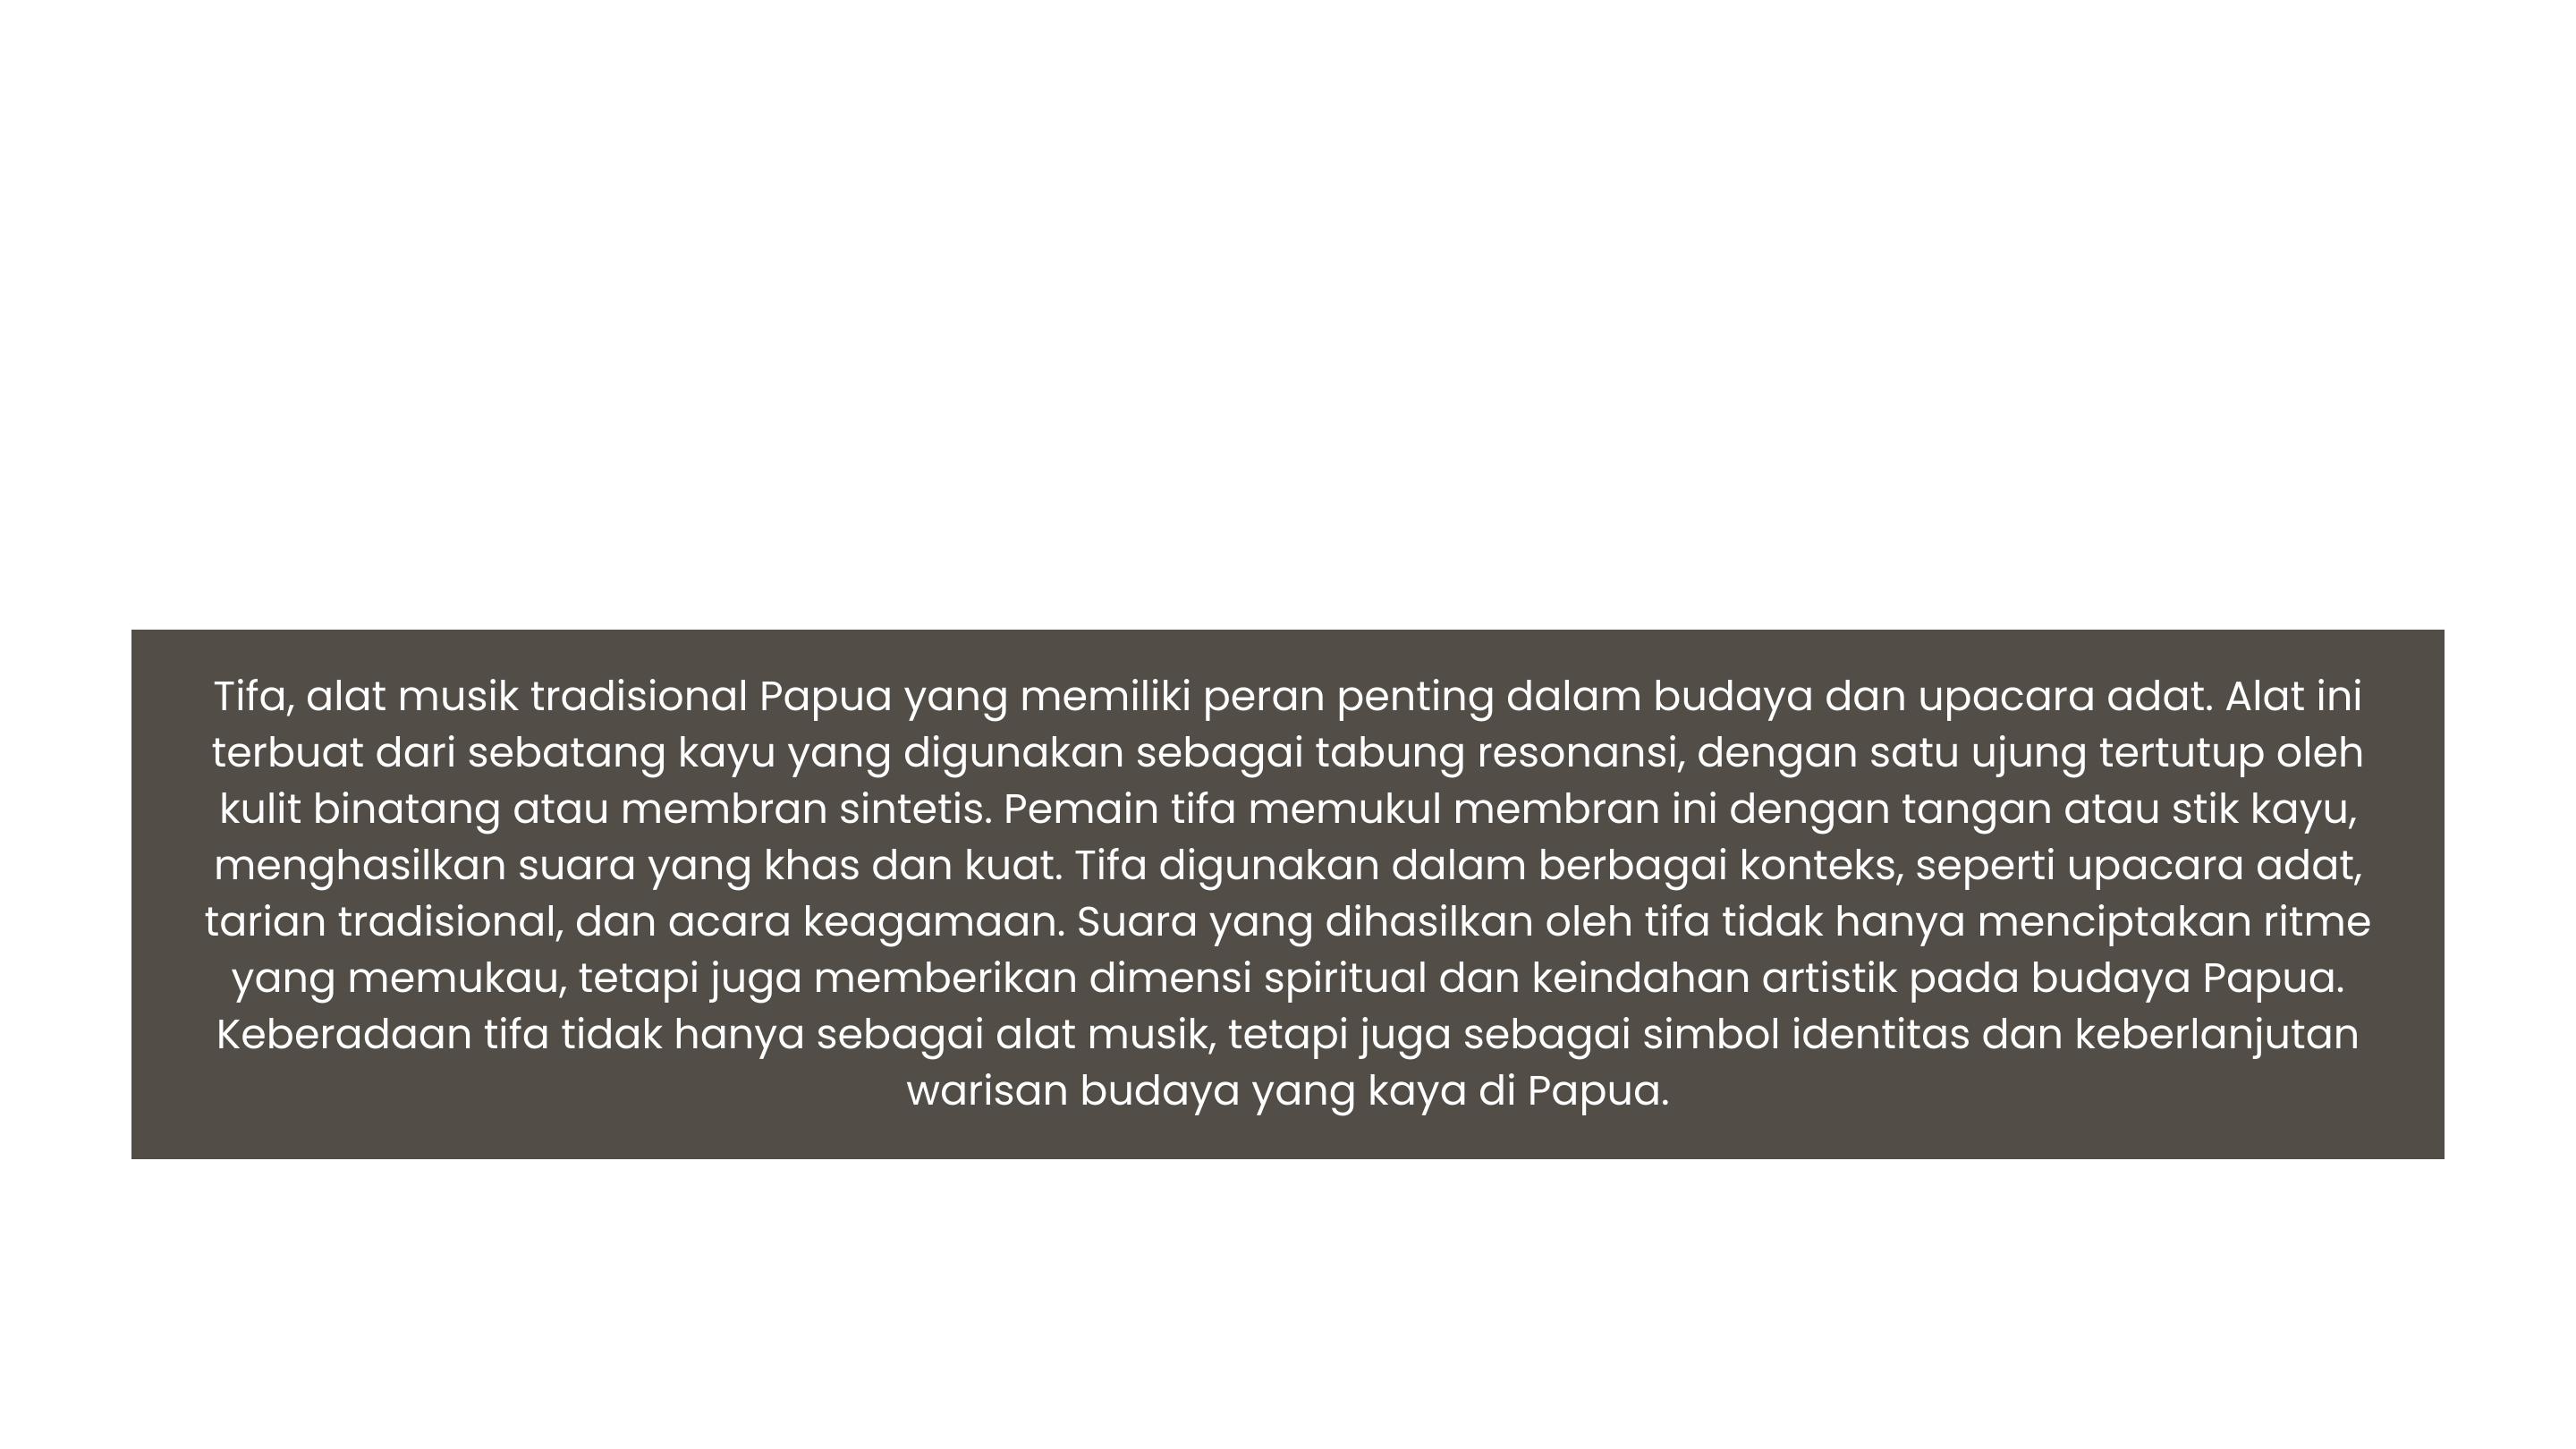 Tifa, alat musik tradisional Papua yang memiliki peran penting dalam budaya dan upacara adat. Alat ini
terbuat dari sebatang kayu yang digunakan sebagai tabung resonansi, dengan satu ujung tertutup oleh
kulit binatang atau membran sintetis. Pemain tifa memukul membran ini dengan tangan atau stik kayu,
menghasilkan suara yang khas dan kuat. Tifa digunakan dalam berbagai konteks, seperti upacara adat,
tarian tradisional, dan acara keagamaan. Suara yang dihasilkan oleh tifa tidak hanya menciptakan ritme
yang memukau, tetapi juga memberikan dimensi spiritual dan keindahan artistik pada budaya Papua.
Keberadaan tifa tidak hanya sebagai alat musik, tetapi juga sebagai simbol identitas dan keberlanjutan
warisan budaya yang kaya di Papua.